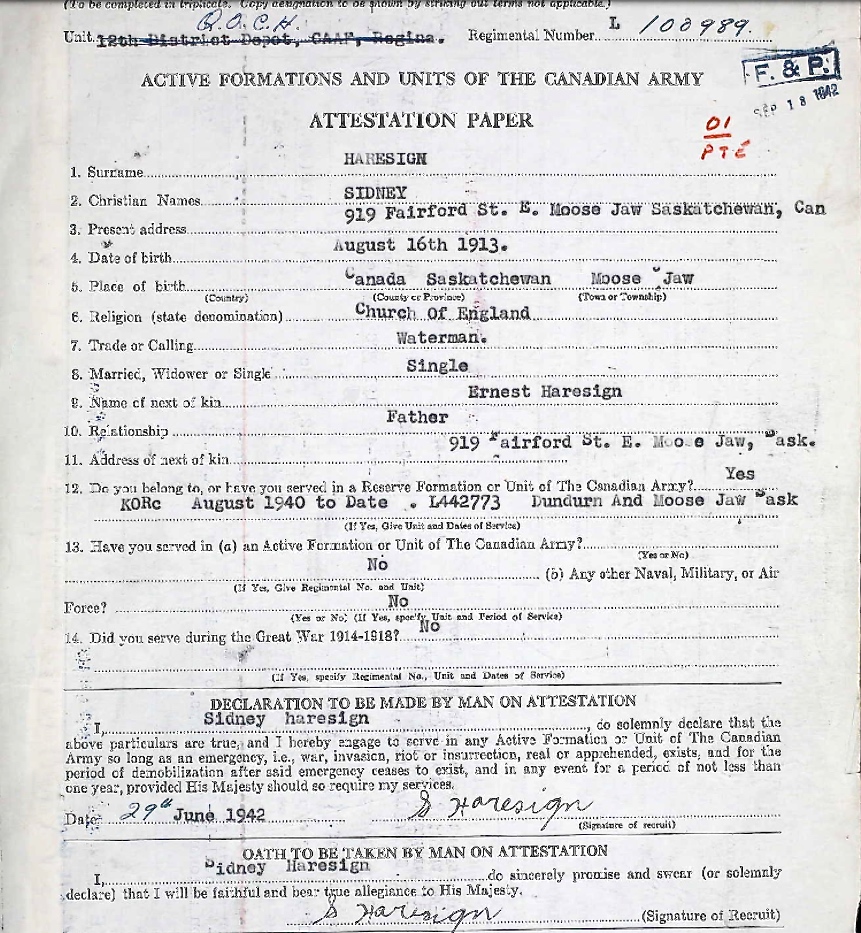 (To be completed in triplicate. Copy designation to be shown by striking out terms not applicable.)
Q.O.C.H.
Unit. 12th District Depot, CAAF, Regina. Regimental Number L 100989.
F. & P.
SEP 18 1942
ACTIVE FORMATIONS AND UNITS OF THE CANADIAN ARMY
ATTESTATION PAPER
01
PTE
1. Surname HARESIGN
2. Christian Names SIDNEY
3. Present address 919 Fairford St. E. Moose Jaw Saskatchewan, Can
4. Date of birth August 16th 1913.
5. Place of birth Canada Saskatchewan Moose Jaw
(Country) (County or Province) (Town or Township)
6. Religion (state denomination) Church Of England
7. Trade or Calling Waterman.
8. Married, Widower or Single Single
9. Name of next of kin Ernest Haresign
10. Relationship Father
11. Address of next of kin 919 Fairford St. E. Moose Jaw, Sask.
12. Do you belong to, or have you served in a Reserve Formation or Unit of The Canadian Army? Yes
KORc August 1940 to Date . L442773 Dundurn And Moose Jaw Sask
(If Yes, Give Unit and Dates of Service)
13. Have you served in (a) an Active Formation or Unit of The Canadian Army?
(Yes or No)
No (b) Any other Naval, Military, or Air
(If Yes, Give Regimental No. and Unit)
Force? No
(Yes or No) (If Yes, specify Unit and Period of Service)
14. Did you serve during the Great War 1914-1918? No
(If Yes, specify Regimental No., Unit and Dates of Service)
DECLARATION TO BE MADE BY MAN ON ATTESTATION
I, Sidney haresign do solemnly declare that the
above particulars are true, and I hereby engage to serve in any Active Formation or Unit of The Canadian
Army so long as an emergency, i.e., war, invasion, riot or insurrection, real or apprehended, exists, and for the
period of demobilization after said emergency ceases to exist, and in any event for a period of not less than
one year, provided His Majesty should so require my services.
Date 29th June 1942 S Haresign
(Signature of recruit)
OATH TO BE TAKEN BY MAN ON ATTESTATION
I, Sidney Haresign do sincerely promise and swear (or solemnly
declare) that I will be faithful and bear true allegiance to His Majesty.
S Haresign (Signature of Recruit)